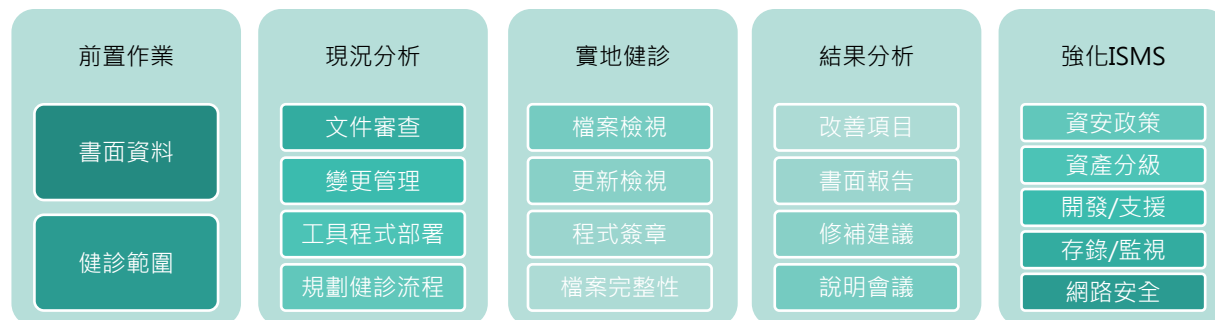 前置作業
書面資料
健診範圍
現況分析
文件審查
變更管理
工具程式部署
規劃健診流程
實地健診
檔案檢視
更新檢視
程式簽章
檔案完整性
結果分析
改善項目
書面報告
修補建議
說明會議
強化ISMS
資安政策
資產分級
開發/支援
存錄/監視
網路安全